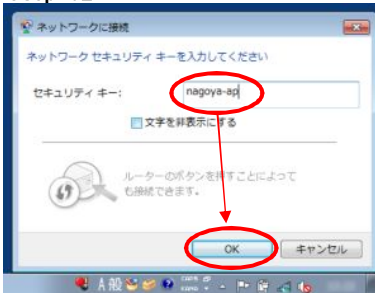 ネットワークに接続
ネットワーク セキュリティ キーを入力してください
セキュリティ キー: nagoya-ap
文字を非表示にする
ルーターのボタンを押すことによって
も接続できます。
OK キャンセル
A 般